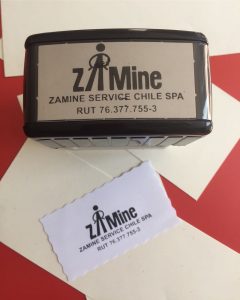 ZAMine
ZAMINE SERVICE CHILE SPA
RUT 76.377.755-3
ZAMine
ZAMINE SERVICE CHILE SPA
RUT 76.377.755-3